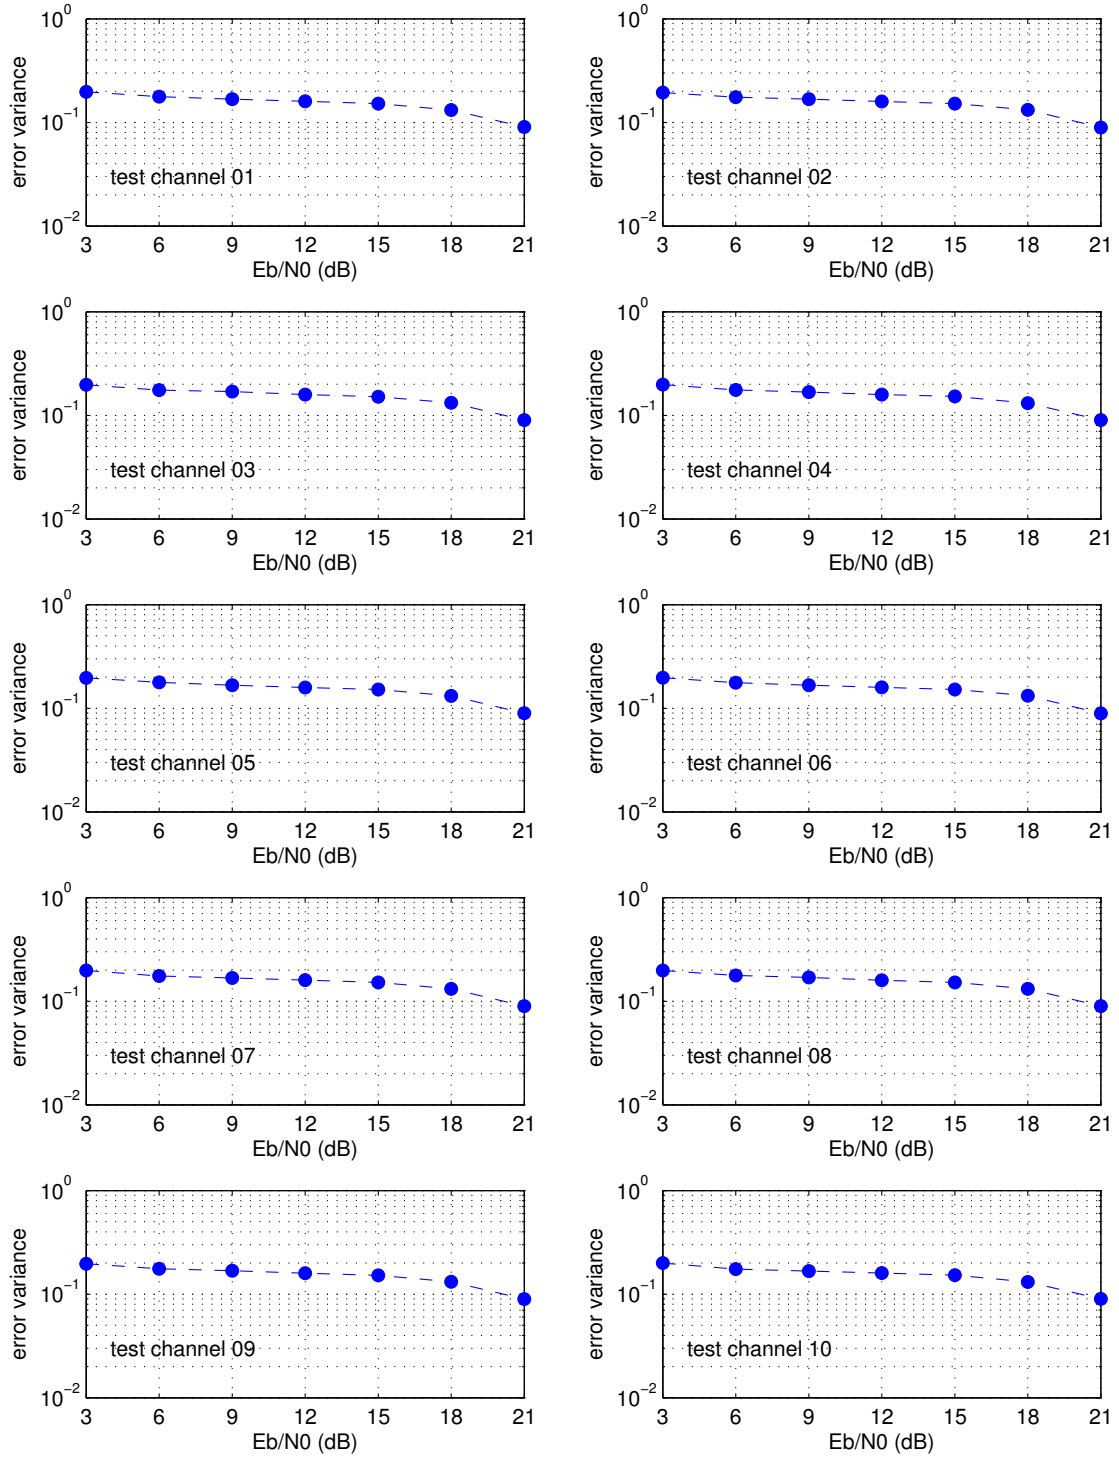 10^0
10^-1
10^-2
error variance
test channel 01
3 6 9 12 15 18 21
Eb/N0 (dB)
10^0
10^-1
10^-2
error variance
test channel 02
3 6 9 12 15 18 21
Eb/N0 (dB)
10^0
10^-1
10^-2
error variance
test channel 03
3 6 9 12 15 18 21
Eb/N0 (dB)
10^0
10^-1
10^-2
error variance
test channel 04
3 6 9 12 15 18 21
Eb/N0 (dB)
10^0
10^-1
10^-2
error variance
test channel 05
3 6 9 12 15 18 21
Eb/N0 (dB)
10^0
10^-1
10^-2
error variance
test channel 06
3 6 9 12 15 18 21
Eb/N0 (dB)
10^0
10^-1
10^-2
error variance
test channel 07
3 6 9 12 15 18 21
Eb/N0 (dB)
10^0
10^-1
10^-2
error variance
test channel 08
3 6 9 12 15 18 21
Eb/N0 (dB)
10^0
10^-1
10^-2
error variance
test channel 09
3 6 9 12 15 18 21
Eb/N0 (dB)
10^0
10^-1
10^-2
error variance
test channel 10
3 6 9 12 15 18 21
Eb/N0 (dB)